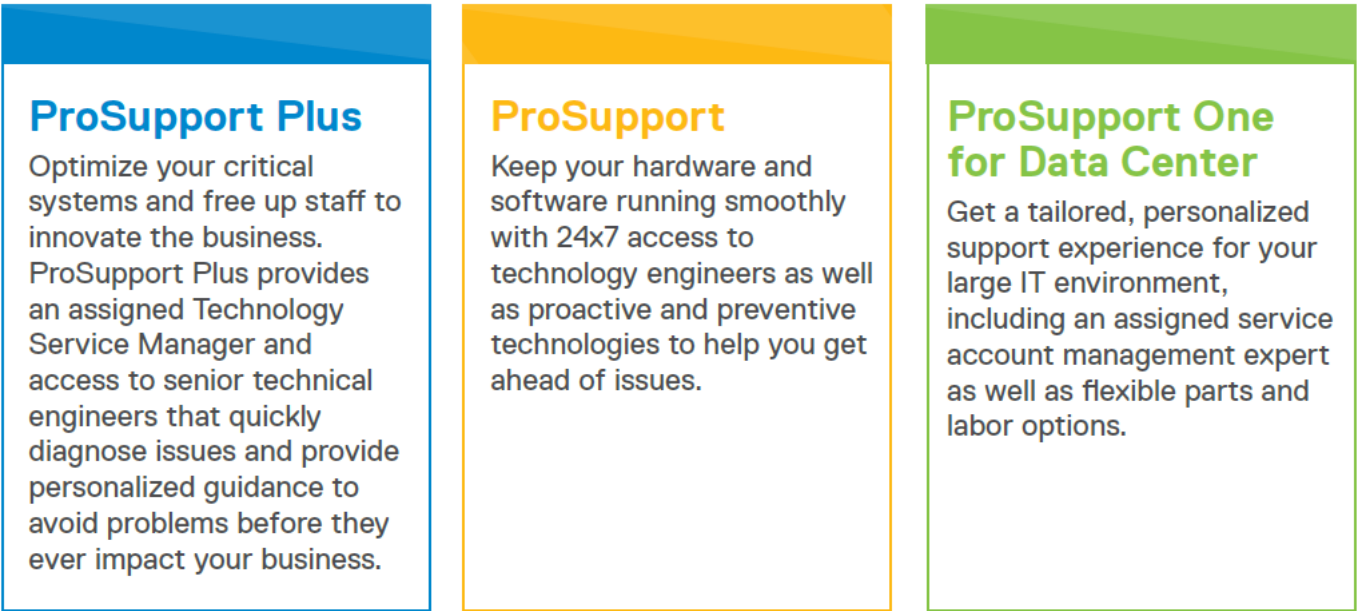 ProSupport Plus
Optimize your critical
systems and free up staff to
innovate the business.
ProSupport Plus provides
an assigned Technology
Service Manager and
access to senior technical
engineers that quickly
diagnose issues and provide
personalized guidance to
avoid problems before they
ever impact your business.
ProSupport
Keep your hardware and
software running smoothly
with 24x7 access to
technology engineers as well
as proactive and preventive
technologies to help you get
ahead of issues.
ProSupport One
for Data Center
Get a tailored, personalized
support experience for your
large IT environment,
including an assigned service
account management expert
as well as flexible parts and
labor options.